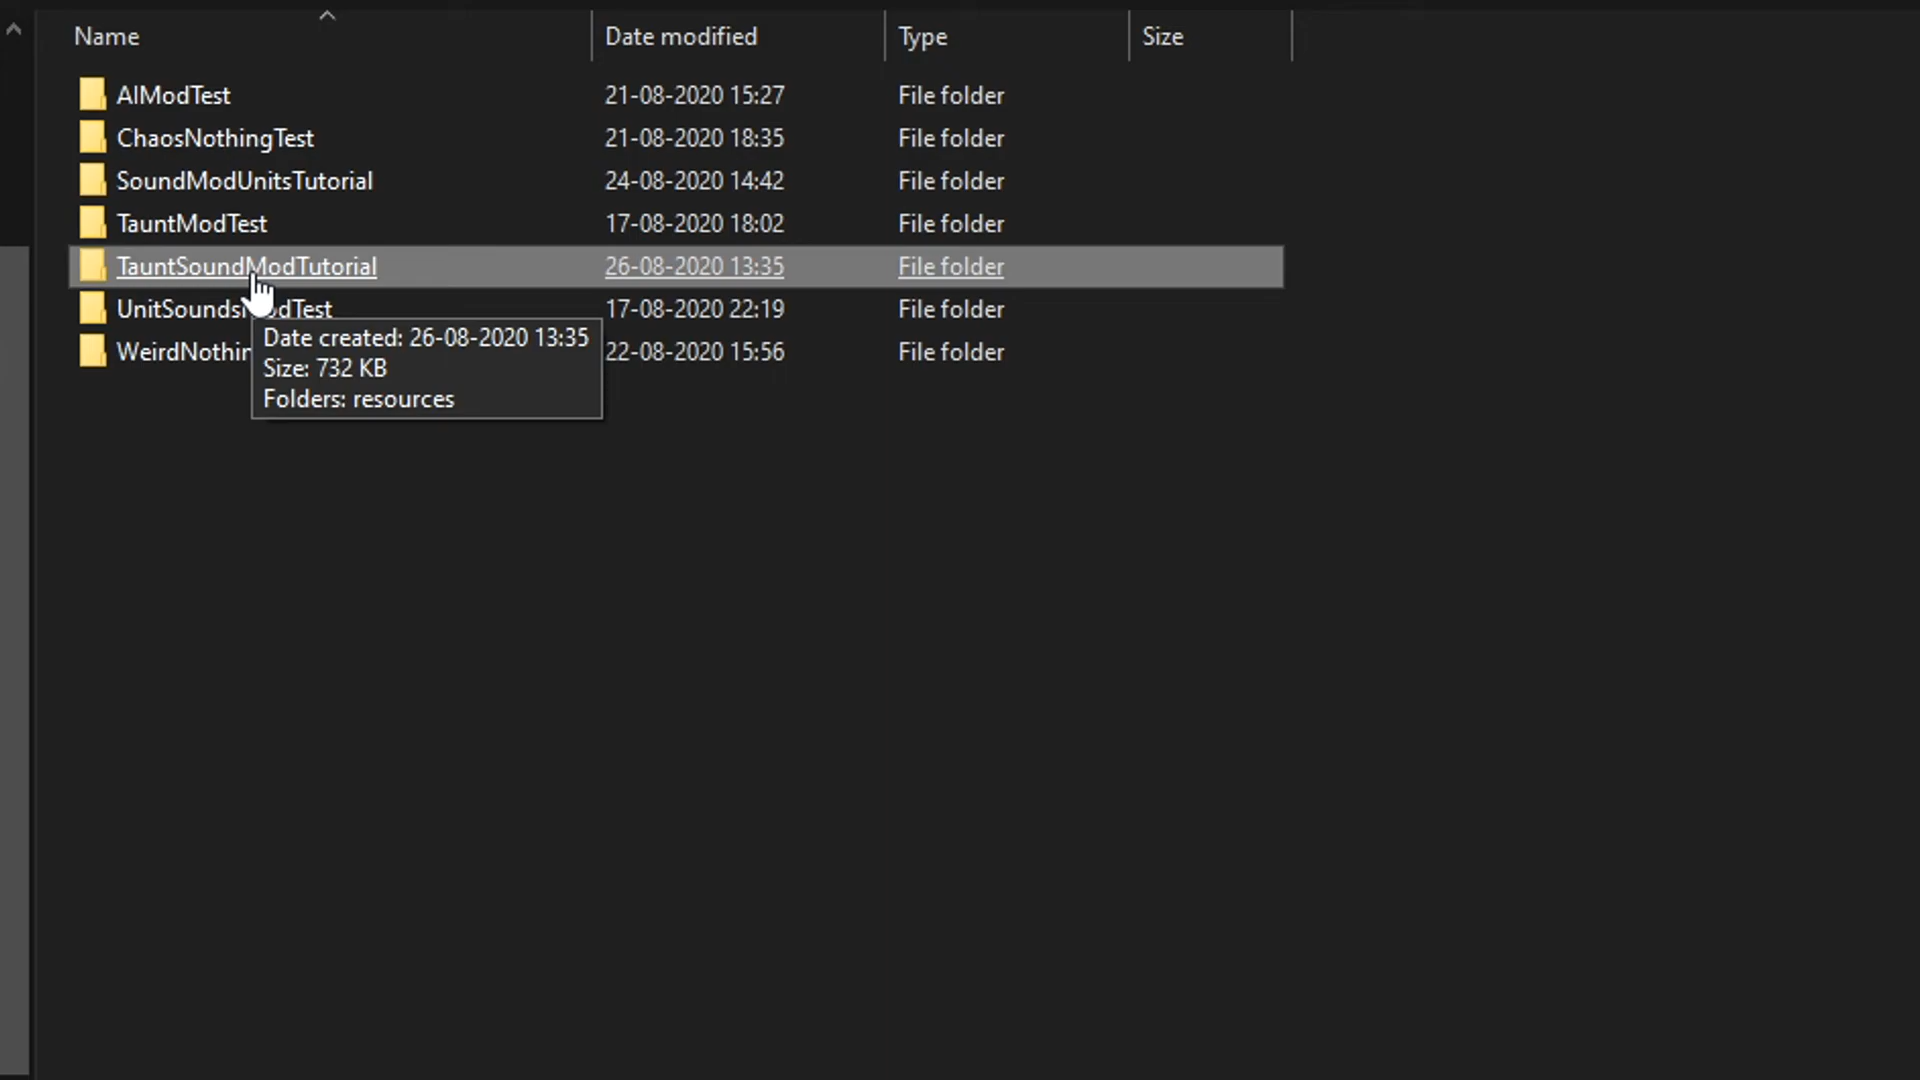 Name Date modified Type Size
AIModTest 21-08-2020 15:27 File folder
ChaosNothingTest 21-08-2020 18:35 File folder
SoundModUnitsTutorial 24-08-2020 14:42 File folder
TauntModTest 17-08-2020 18:02 File folder
TauntSoundModTutorial 26-08-2020 13:35 File folder
UnitSoundsModTest 17-08-2020 22:19 File folder
22-08-2020 15:56 File folder
Date created: 26-08-2020 13:35
Size: 732 KB
Folders: resources